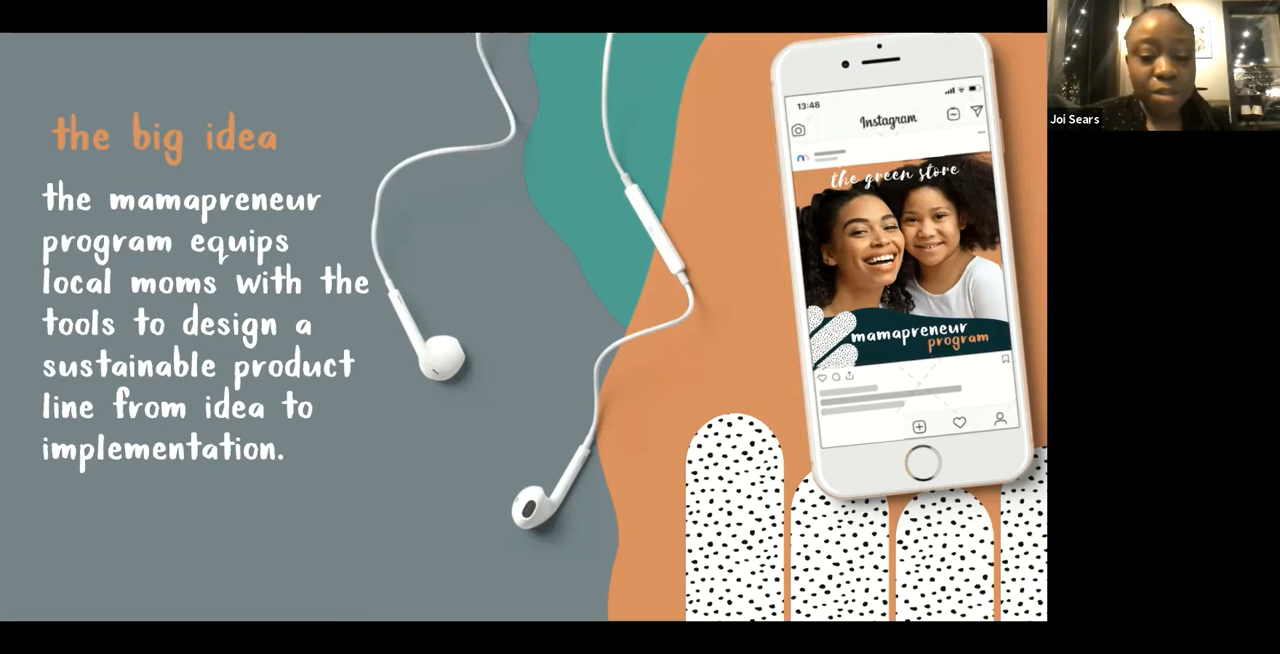 the big idea
the mamapreneur
program equips
local moms with the
tools to design a
sustainable product
line from idea to
implementation.
13:48
Instagram
the green store
mamapreneur
program
Joi Sears